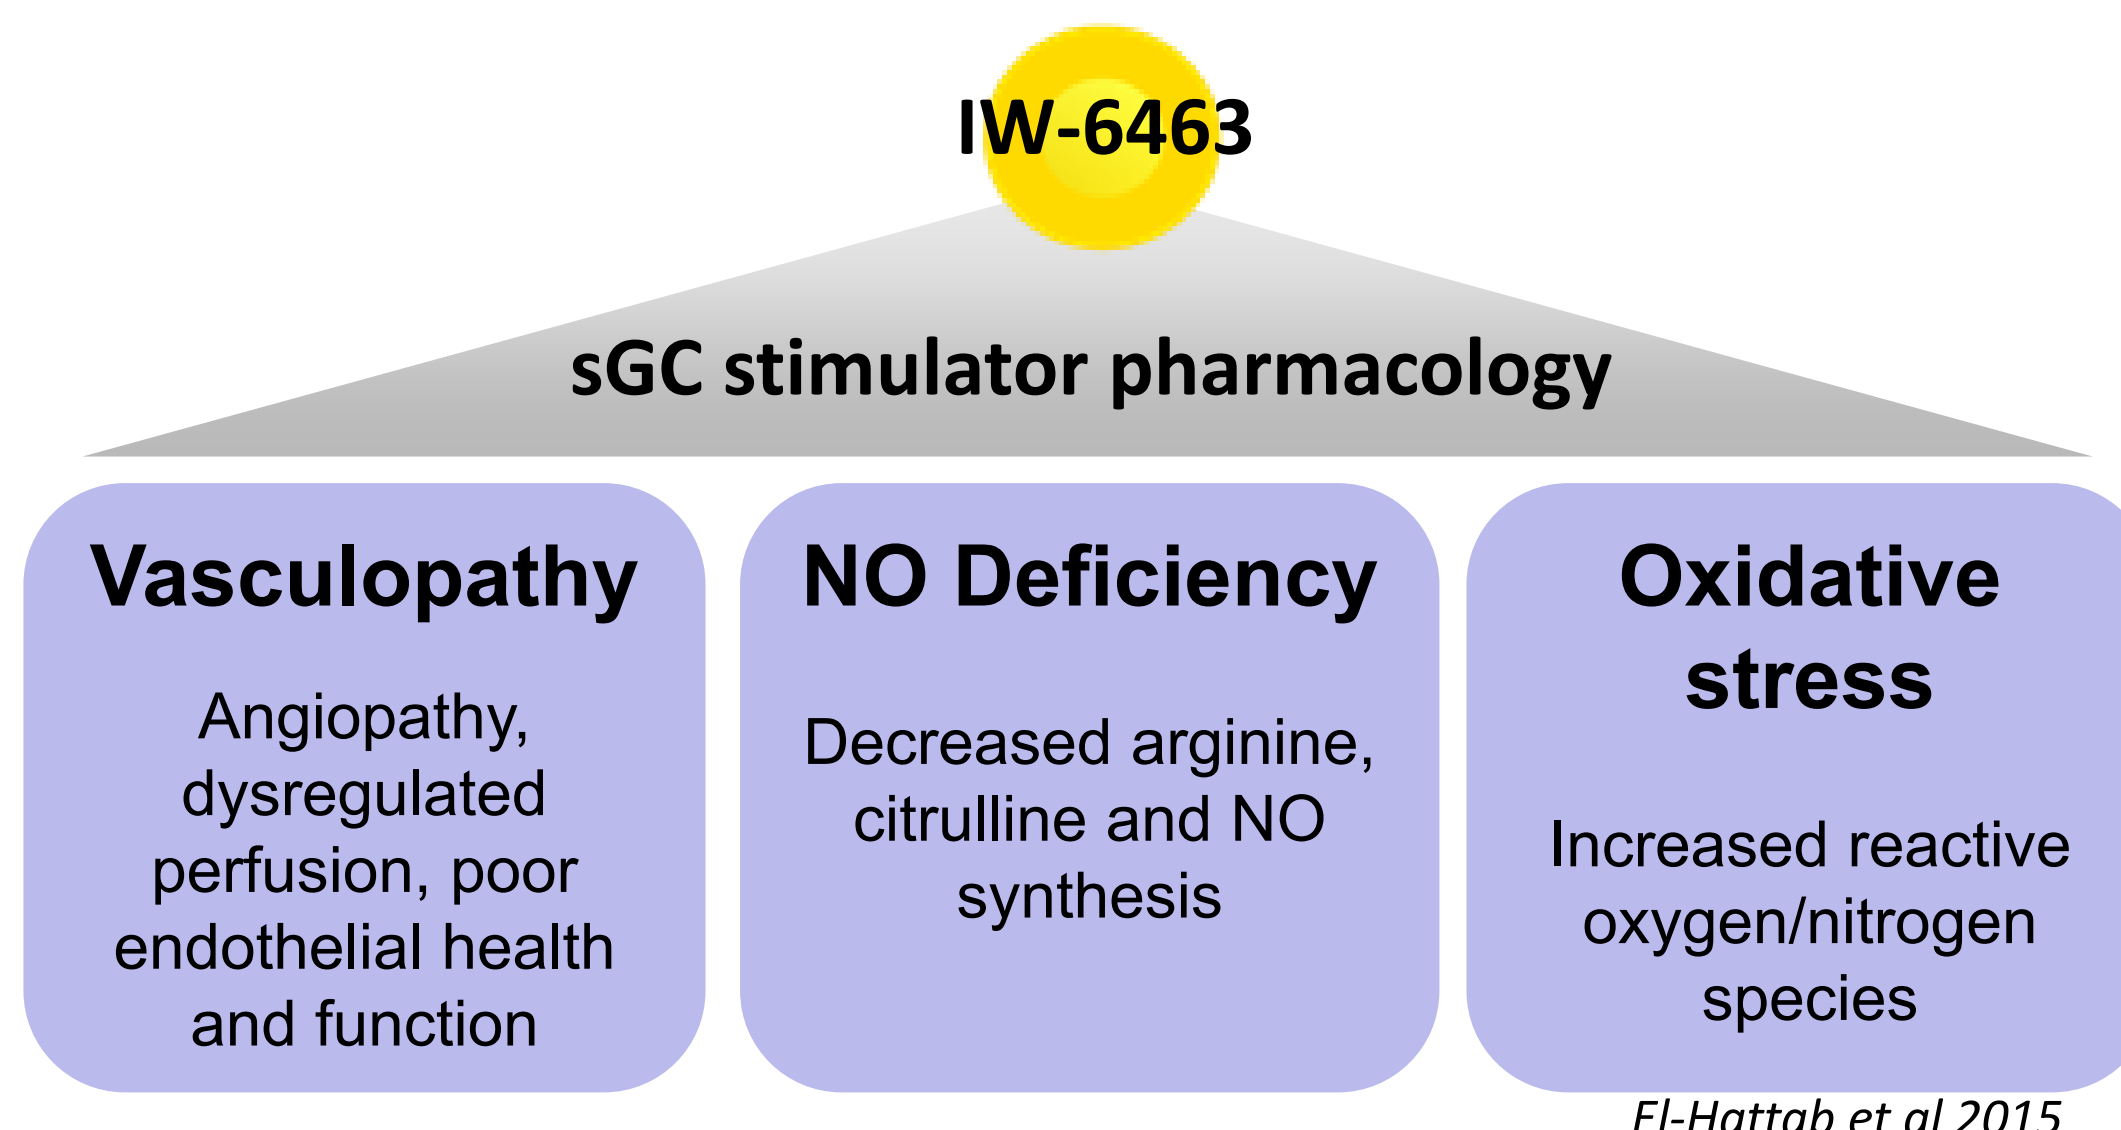 IW-6463
sGC stimulator pharmacology
Vasculopathy
Angiopathy,
dysregulated
perfusion, poor
endothelial health
and function
NO Deficiency
Decreased arginine,
citrulline and NO
synthesis
Oxidative
stress
Increased reactive
oxygen/nitrogen
species
El-Hattab et al 2015